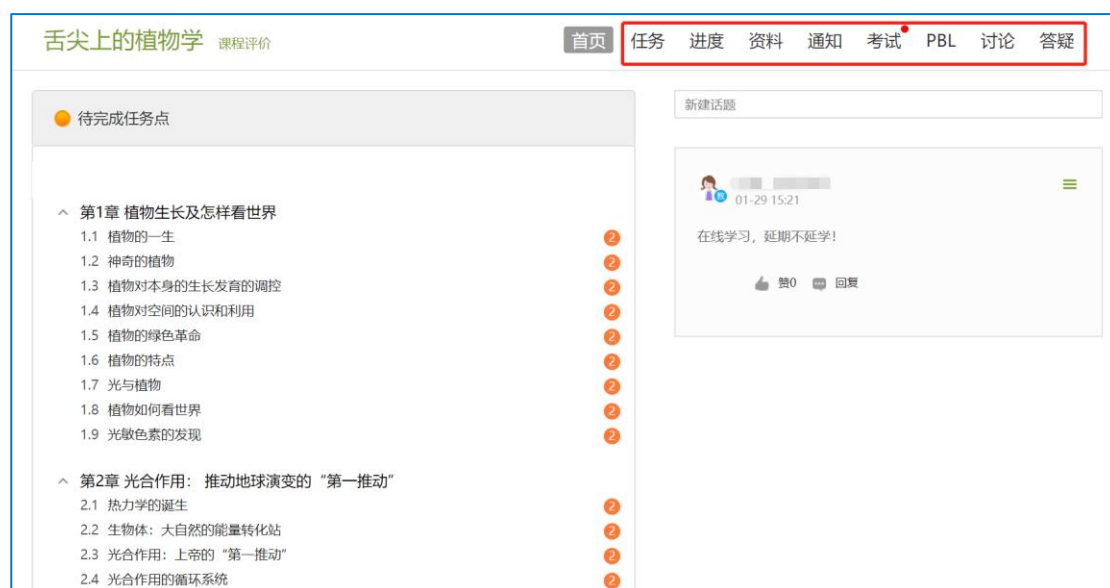 舌尖上的植物学 课程评价 首页 任务 进度 资料 通知 考试 PBL 讨论 答疑
待完成任务点
第1章 植物生长及怎样看世界
1.1 植物的一生 2
1.2 神奇的植物 2
1.3 植物对本身的生长发育的调控 2
1.4 植物对空间的认识和利用 2
1.5 植物的绿色革命 2
1.6 植物的特点 2
1.7 光与植物 2
1.8 植物如何看世界 2
1.9 光敏色素的发现 2
第2章 光合作用： 推动地球演变的“第一推动”
2.1 热力学的诞生 2
2.2 生物体：大自然的能量转化站 2
2.3 光合作用：上帝的“第一推动” 2
2.4 光合作用的循环系统 2
新建话题
教
01-29 15:21
在线学习，延期不延学！
赞0 回复